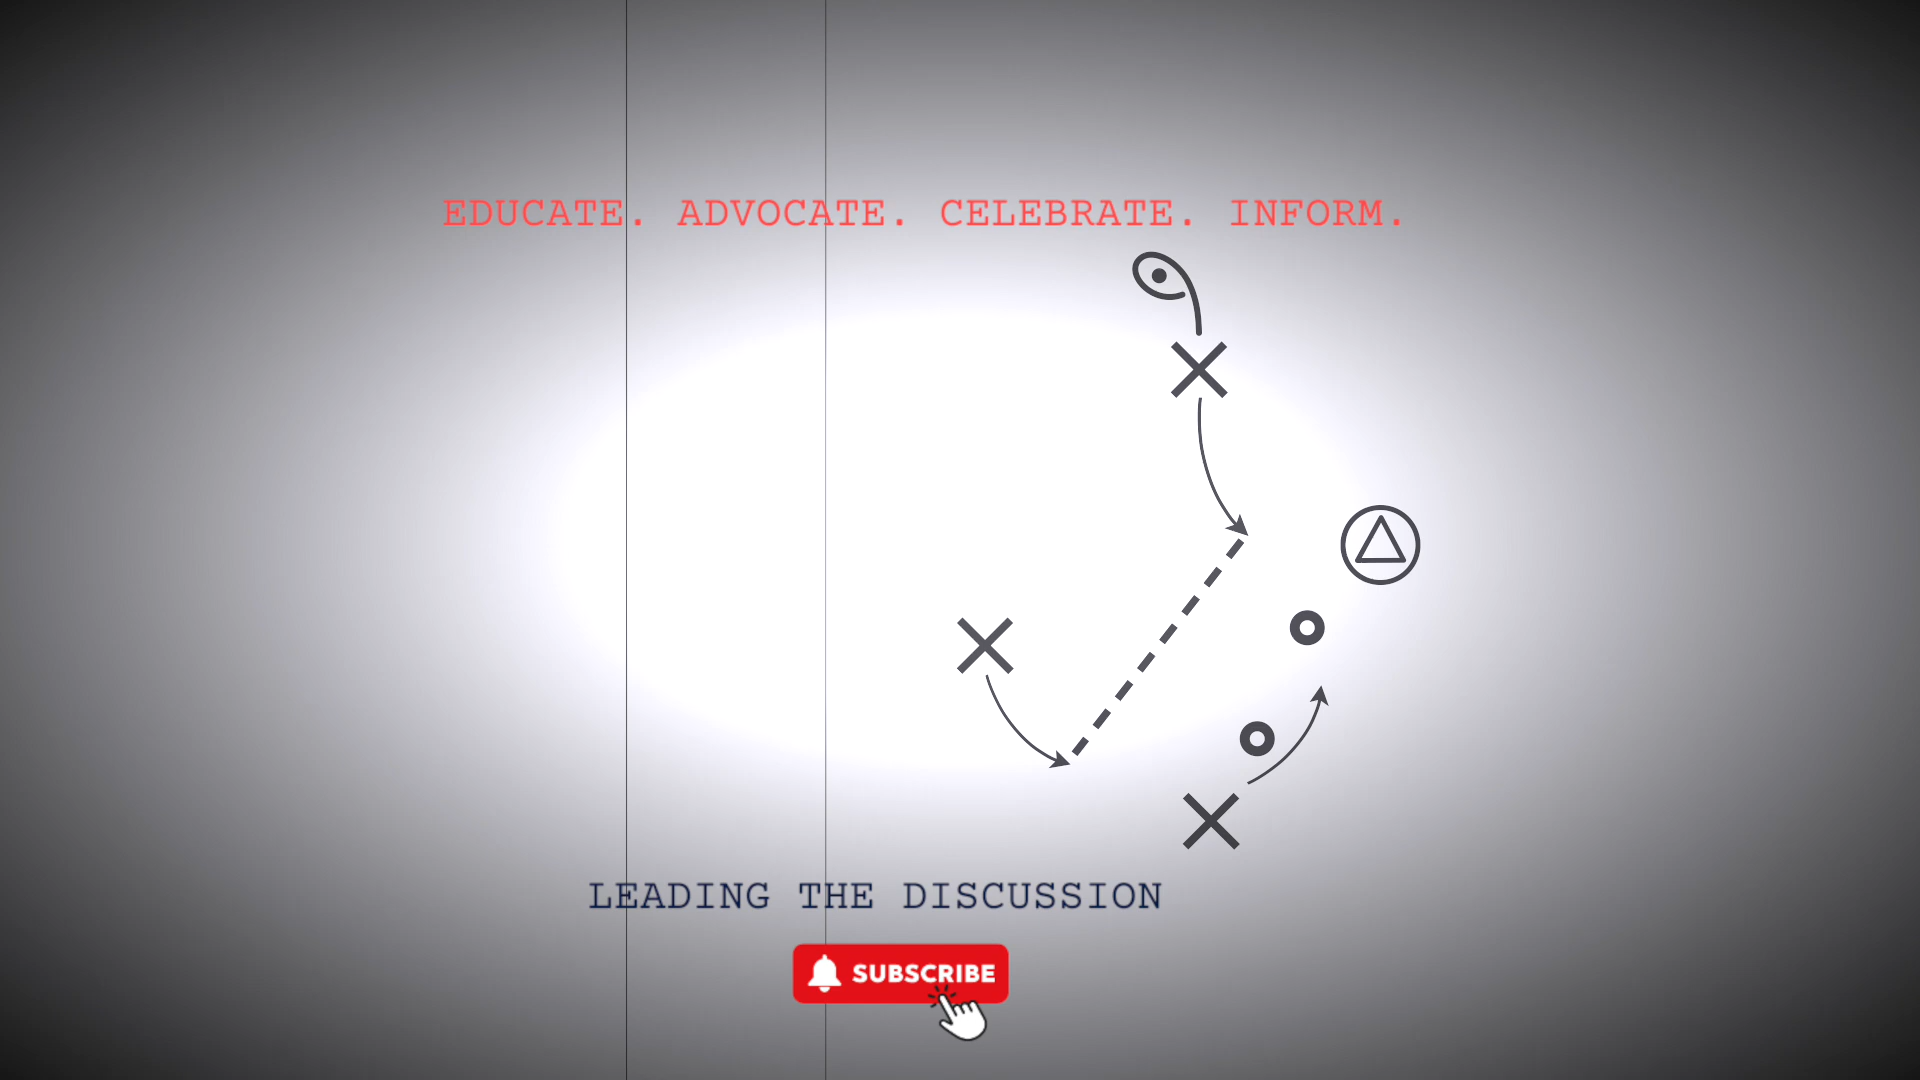 EDUCATE. ADVOCATE. CELEBRATE. INFORM.
LEADING THE DISCUSSION
SUBSCRIBE